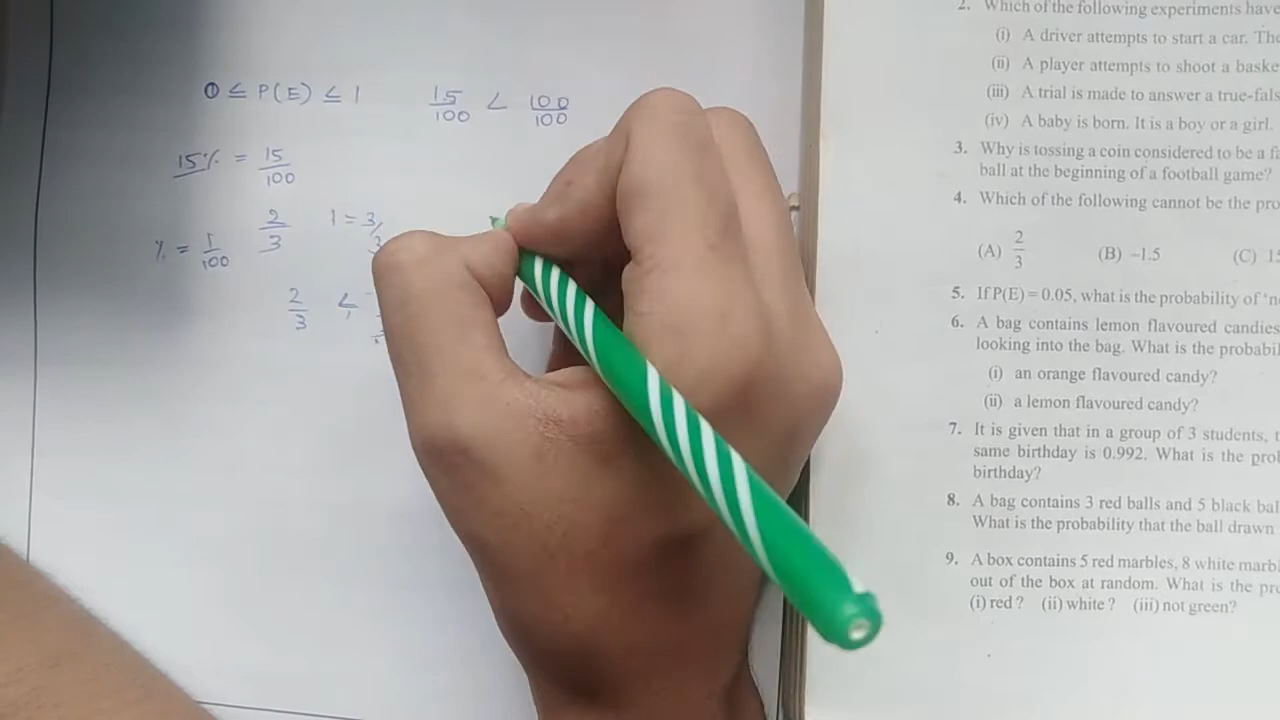 0 ≤ P(E) ≤ 1
15/100 < 100/100
15% = 15/100
2/3 1 = 3/3
% = 1/100
2/3 <
2. Which of the following experiments have
(i) A driver attempts to start a car. The
(ii) A player attempts to shoot a baske
(iii) A trial is made to answer a true-fals
(iv) A baby is born. It is a boy or a girl.
3. Why is tossing a coin considered to be a fa
ball at the beginning of a football game?
4. Which of the following cannot be the pro
(A) 2/3 (B) –1.5 (C) 15
5. If P(E) = 0.05, what is the probability of 'n
6. A bag contains lemon flavoured candies
looking into the bag. What is the probabil
(i) an orange flavoured candy?
(ii) a lemon flavoured candy?
7. It is given that in a group of 3 students, t
same birthday is 0.992. What is the prob
birthday?
8. A bag contains 3 red balls and 5 black bal
What is the probability that the ball drawn
9. A box contains 5 red marbles, 8 white marbl
out of the box at random. What is the pro
(i) red ? (ii) white ? (iii) not green?